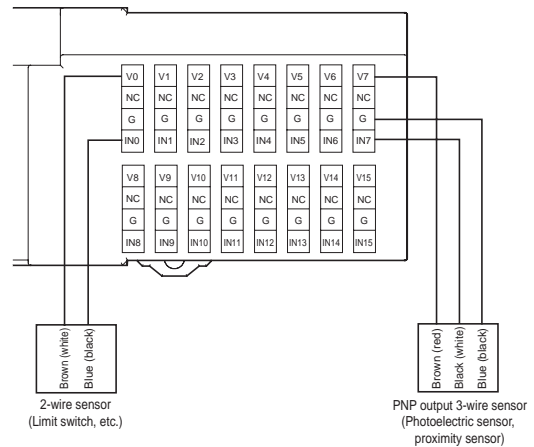 V0 V1 V2 V3 V4 V5 V6 V7
NC NC NC NC NC NC NC NC
G G G G G G G G
IN0 IN1 IN2 IN3 IN4 IN5 IN6 IN7
V8 V9 V10 V11 V12 V13 V14 V15
NC NC NC NC NC NC NC NC
G G G G G G G G
IN8 IN9 IN10 IN11 IN12 IN13 IN14 IN15
Brown (white)
Blue (black)
2-wire sensor
(Limit switch, etc.)
Brown (red)
Black (white)
Blue (black)
PNP output 3-wire sensor
(Photoelectric sensor,
proximity sensor)